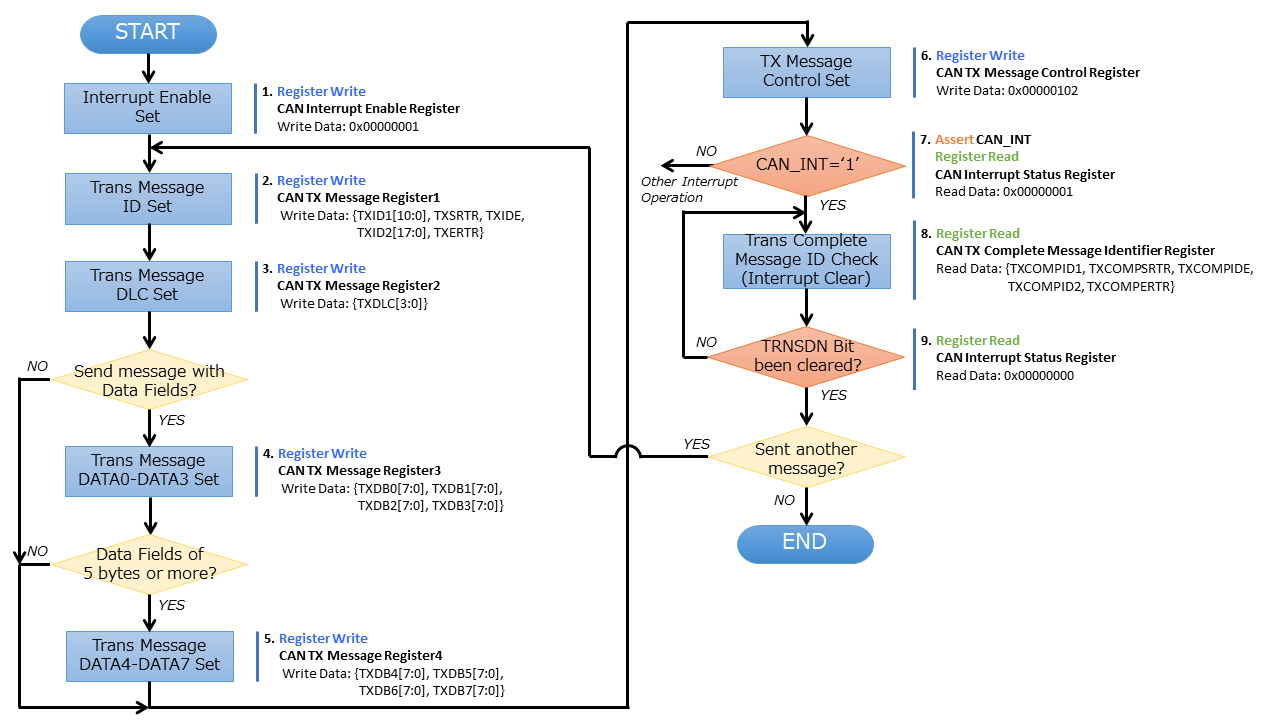 START
Interrupt Enable
Set
1. Register Write
CAN Interrupt Enable Register
Write Data: 0x00000001
Trans Message
ID Set
2. Register Write
CAN TX Message Register1
Write Data: {TXID1[10:0], TXSRTR, TXIDE,
TXID2[17:0], TXERTR}
Trans Message
DLC Set
3. Register Write
CAN TX Message Register2
Write Data: {TXDLC[3:0]}
NO
Send message with
Data Fields?
YES
Trans Message
DATA0-DATA3 Set
4. Register Write
CAN TX Message Register3
Write Data: {TXDB0[7:0], TXDB1[7:0],
TXDB2[7:0], TXDB3[7:0]}
NO
Data Fields of
5 bytes or more?
YES
Trans Message
DATA4-DATA7 Set
5. Register Write
CAN TX Message Register4
Write Data: {TXDB4[7:0], TXDB5[7:0],
TXDB6[7:0], TXDB7[7:0]}
TX Message
Control Set
6. Register Write
CAN TX Message Control Register
Write Data: 0x00000102
NO
Other Interrupt
Operation
CAN_INT=‘1’
YES
7. Assert CAN_INT
Register Read
CAN Interrupt Status Register
Read Data: 0x00000001
Trans Complete
Message ID Check
(Interrupt Clear)
8. Register Read
CAN TX Complete Message Identifier Register
Read Data: {TXCOMPID1, TXCOMPSRTR, TXCOMPIDE,
TXCOMPID2, TXCOMPERTR}
NO
TRNSDN Bit
been cleared?
YES
9. Register Read
CAN Interrupt Status Register
Read Data: 0x00000000
YES
Sent another
message?
NO
END